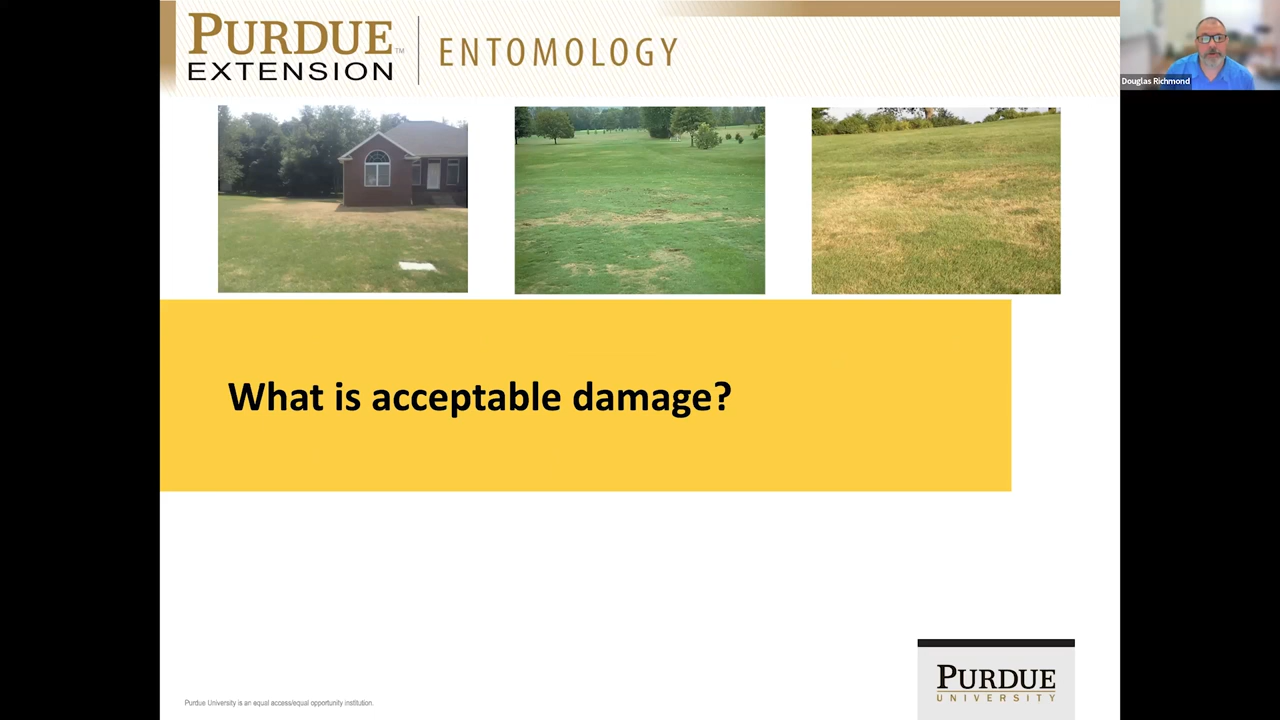 PURDUE™
EXTENSION
ENTOMOLOGY
Douglas Richmond
What is acceptable damage?
PURDUE
UNIVERSITY
Purdue University is an equal access/equal opportunity institution.